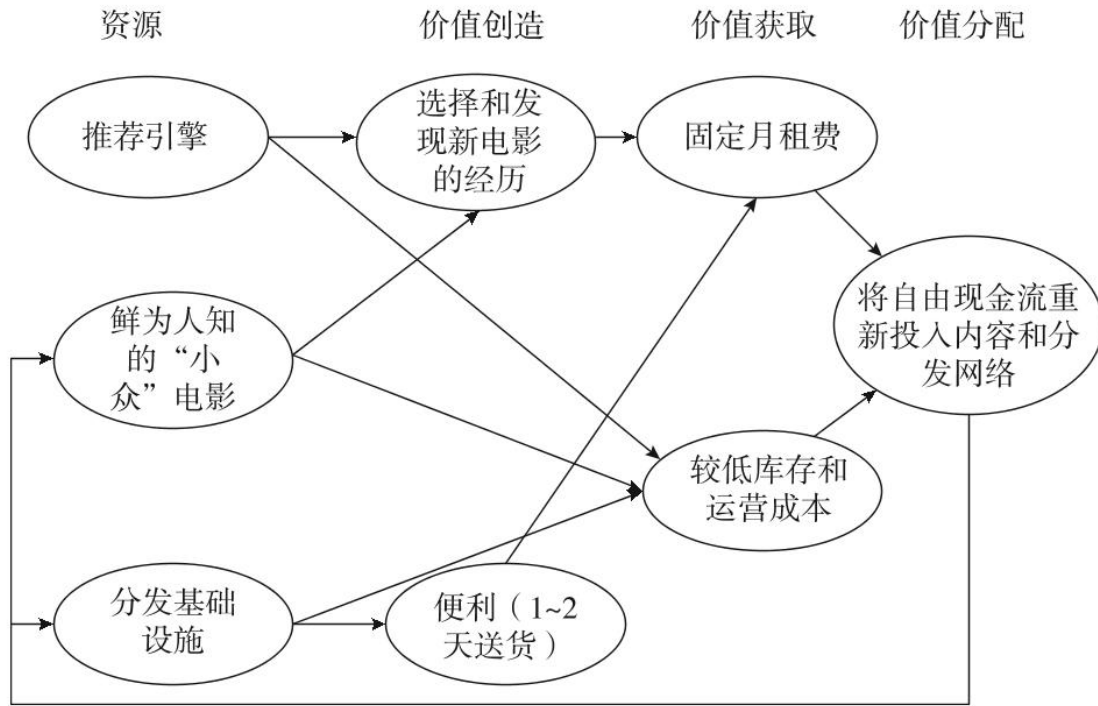 资源
价值创造
价值获取
价值分配
推荐引擎
选择和发
现新电影
的经历
固定月租费
鲜为人知
的“小
众”电影
将自由现金流重
新投入内容和分
发网络
较低库存和
运营成本
分发基础
设施
便利（1~2
天送货）